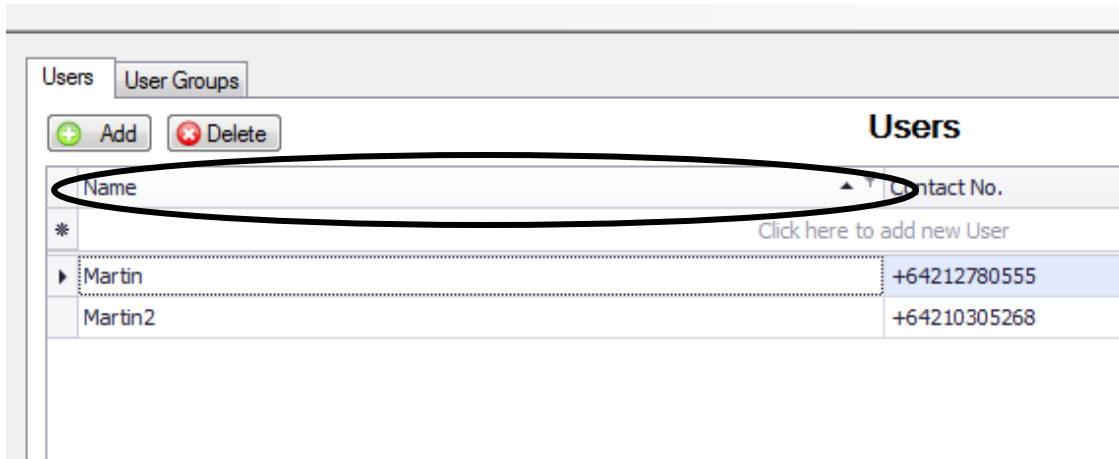 Users User Groups
Add Delete Users
Name Contact No.
Click here to add new User
Martin +64212780555
Martin2 +64210305268